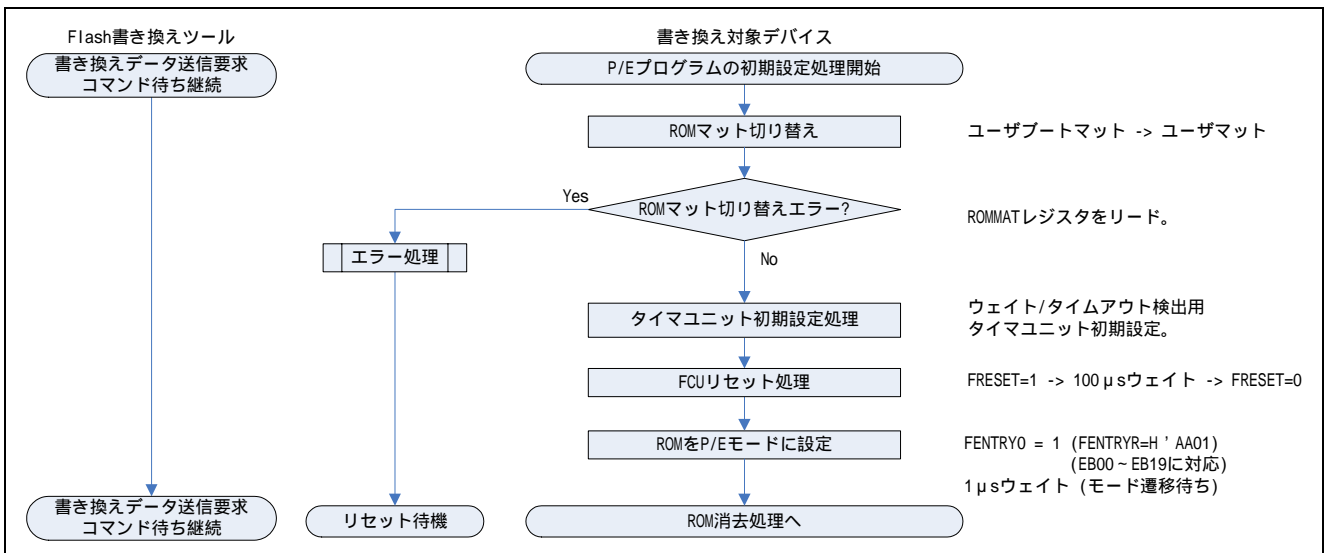 Flash書き換えツール
書き換え対象デバイス
書き換えデータ送信要求
コマンド待ち継続
P/Eプログラムの初期設定処理開始
ROMマット切り替え
ユーザブートマット -> ユーザマット
Yes
ROMマット切り替えエラー?
ROMMATレジスタをリード。
エラー処理
No
タイマユニット初期設定処理
ウェイト/タイムアウト検出用
タイマユニット初期設定。
FCUリセット処理
FRESET=1 -> 100μsウェイト -> FRESET=0
ROMをP/Eモードに設定
FENTRY0 = 1 (FENTRYR=H'AA01)
(EB00~EB19に対応)
1μsウェイト (モード遷移待ち)
書き換えデータ送信要求
コマンド待ち継続
リセット待機
ROM消去処理へ